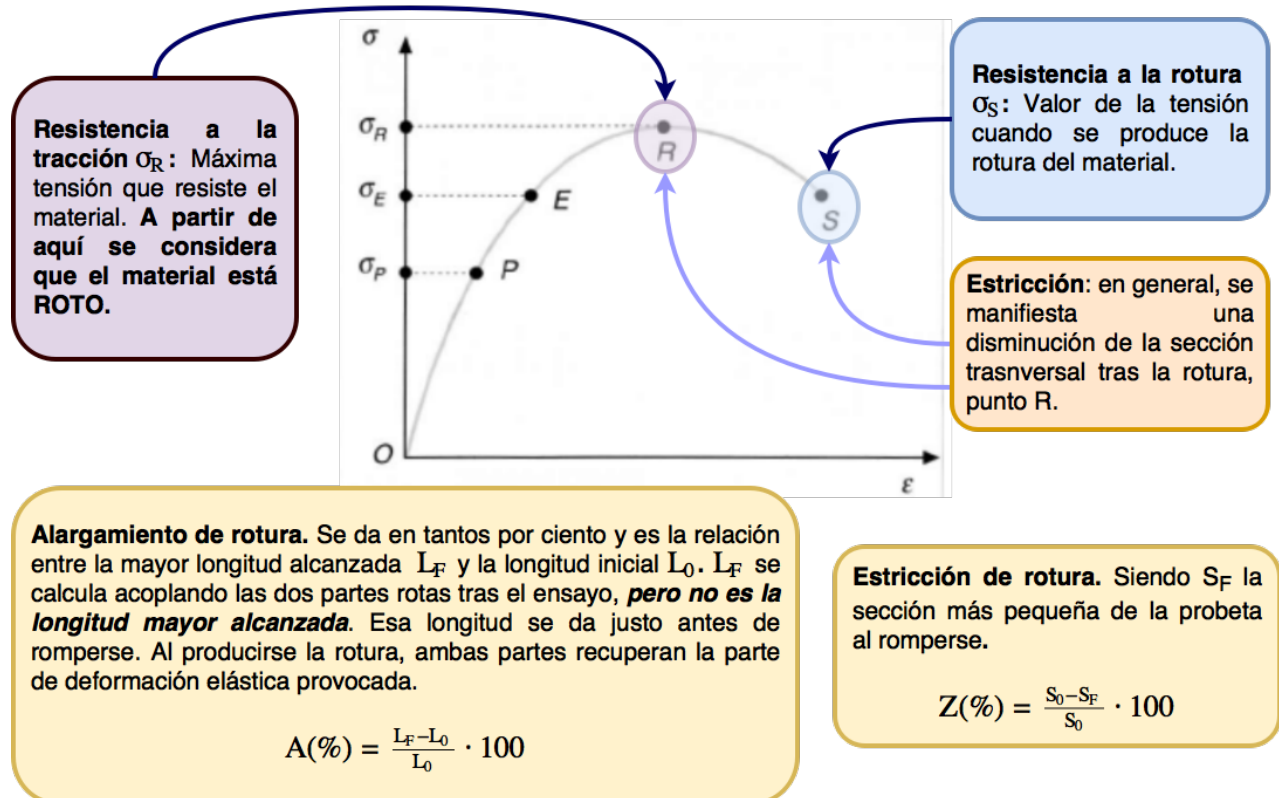 Resistencia a la
tracción σR: Máxima
tensión que resiste el
material. A partir de
aquí se considera
que el material está
ROTO.
σ
σR
σE
σP
R
E
P
S
O
ε
Resistencia a la rotura
σS: Valor de la tensión
cuando se produce la
rotura del material.
Estricción: en general, se
manifiesta una
disminución de la sección
trasnversal tras la rotura,
punto R.
Alargamiento de rotura. Se da en tantos por ciento y es la relación
entre la mayor longitud alcanzada LF y la longitud inicial L0. LF se
calcula acoplando las dos partes rotas tras el ensayo, pero no es la
longitud mayor alcanzada. Esa longitud se da justo antes de
romperse. Al producirse la rotura, ambas partes recuperan la parte
de deformación elástica provocada.
A(%) = (LF−L0)/L0 · 100
Estricción de rotura. Siendo SF la
sección más pequeña de la probeta
al romperse.
Z(%) = (S0−SF)/S0 · 100